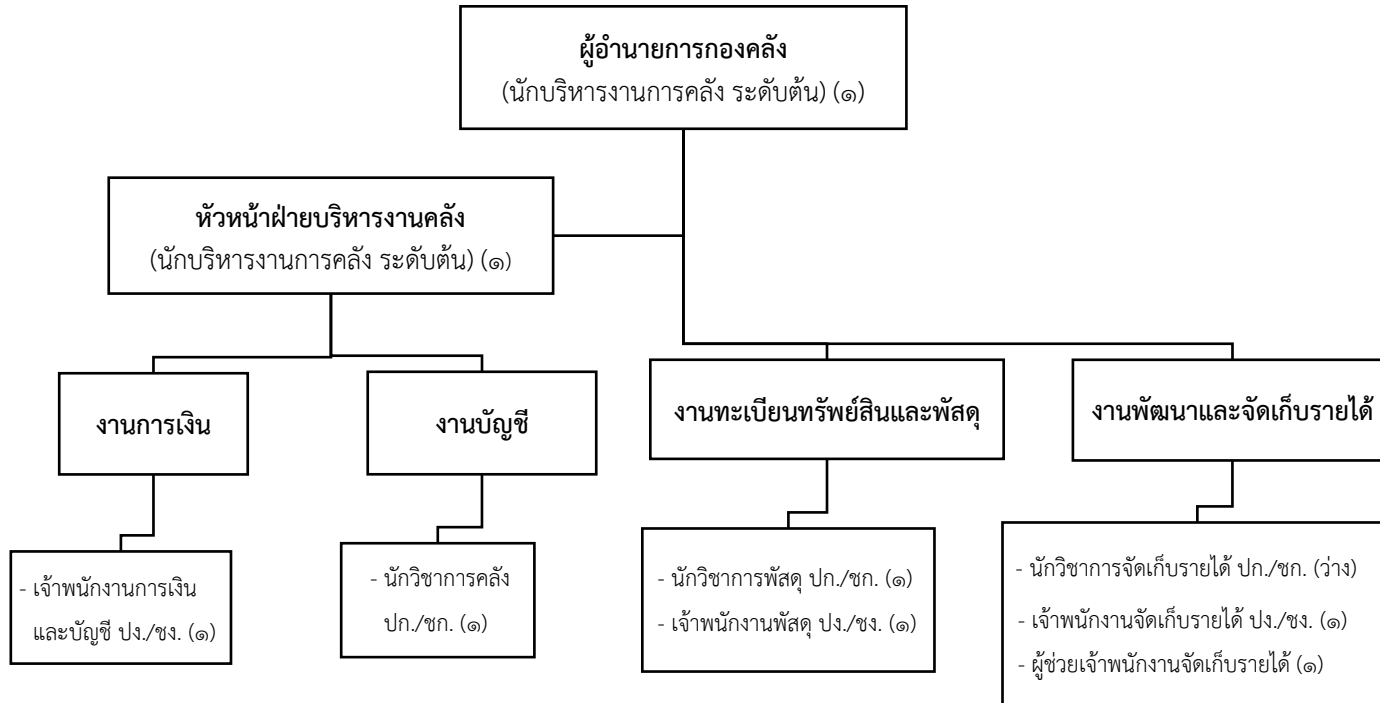 ผู้อำนายการกองคลัง
(นักบริหารงานการคลัง ระดับต้น) (๑)
หัวหน้าฝ่ายบริหารงานคลัง
(นักบริหารงานการคลัง ระดับต้น) (๑)
งานการเงิน
งานบัญชี
งานทะเบียนทรัพย์สินและพัสดุ
งานพัฒนาและจัดเก็บรายได้
- เจ้าพนักงานการเงิน
และบัญชี ปง./ชง. (๑)
- นักวิชาการคลัง
ปก./ชก. (๑)
- นักวิชาการพัสดุ ปก./ชก. (๑)
- เจ้าพนักงานพัสดุ ปง./ชง. (๑)
- นักวิชาการจัดเก็บรายได้ ปก./ชก. (ว่าง)
- เจ้าพนักงานจัดเก็บรายได้ ปง./ชง. (๑)
- ผู้ช่วยเจ้าพนักงานจัดเก็บรายได้ (๑)